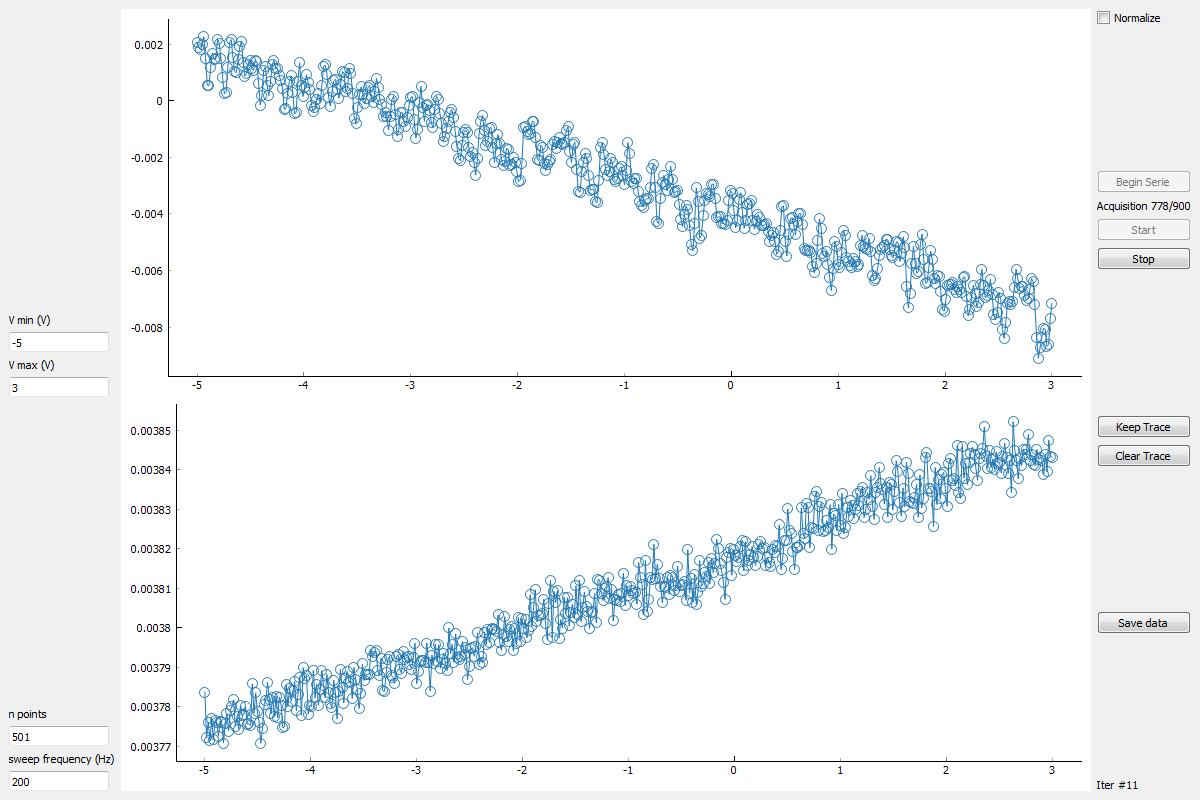 Normalize
0.002
0
-0.002
-0.004
-0.006
-0.008
-5 -4 -3 -2 -1 0 1 2 3
Begin Serie
Acquisition 778/900
Start
Stop
V min (V)
-5
V max (V)
3
0.00385
0.00384
0.00383
0.00382
0.00381
0.0038
0.00379
0.00378
0.00377
-5 -4 -3 -2 -1 0 1 2 3
Keep Trace
Clear Trace
Save data
n points
501
sweep frequency (Hz)
200
Iter #11